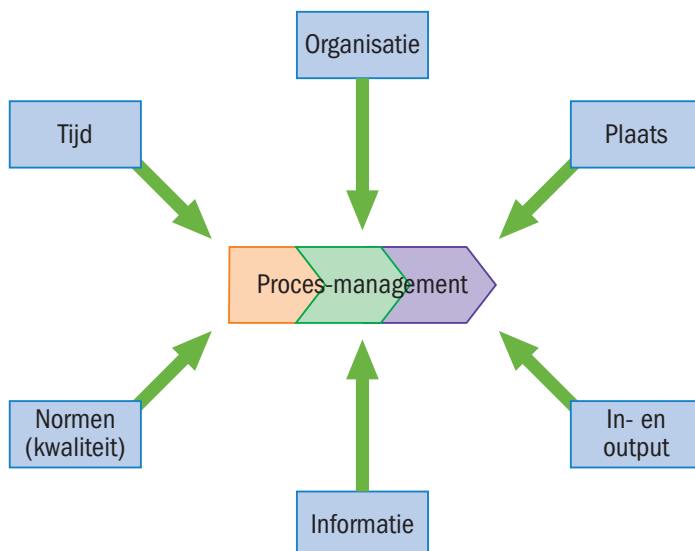 Organisatie
Tijd
Plaats
Proces-management
Normen
(kwaliteit)
In- en
output
Informatie